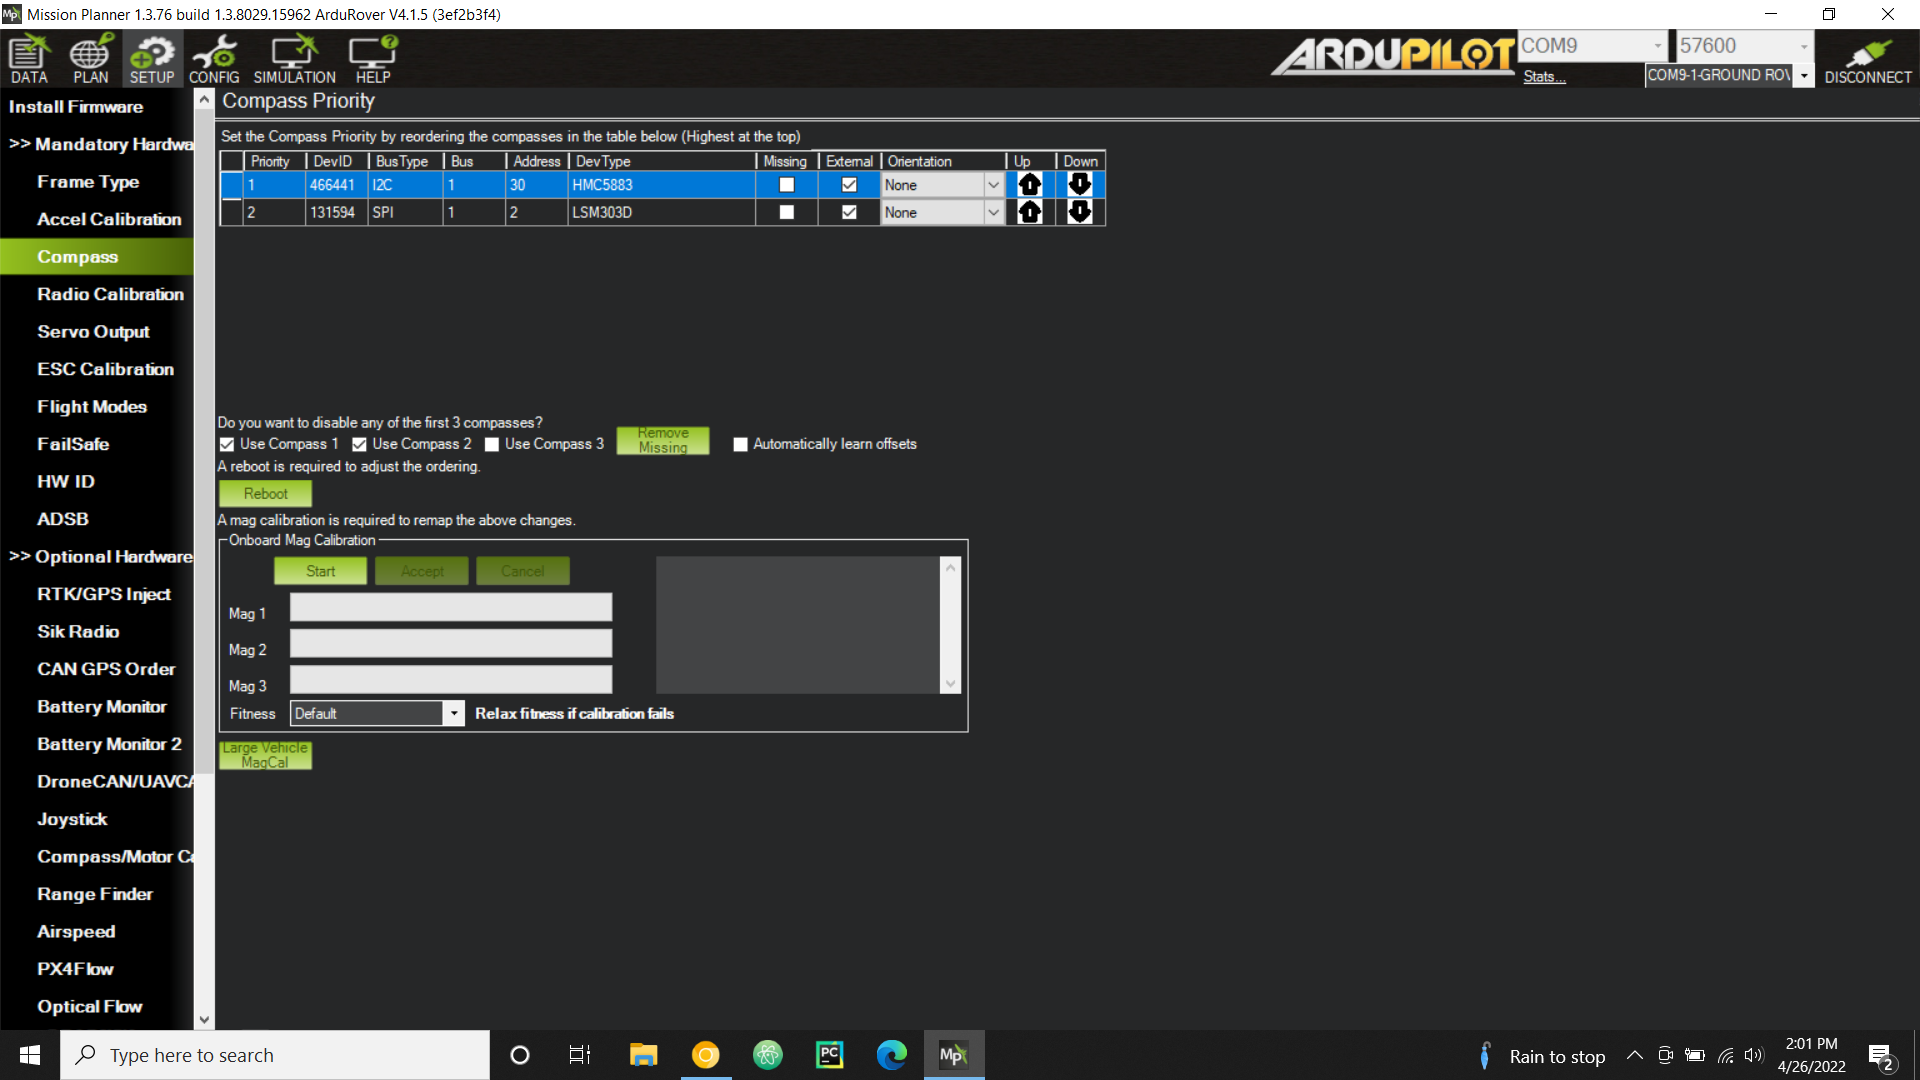 Mission Planner 1.3.76 build 1.3.8029.15962 ArduRover V4.1.5 (3ef2b3f4)
DATA PLAN SETUP CONFIG SIMULATION HELP
ARDUPILOT
COM9 57600
Stats... COM9-1-GROUND ROV DISCONNECT
Install Firmware
>> Mandatory Hardwa
Frame Type
Accel Calibration
Compass
Radio Calibration
Servo Output
ESC Calibration
Flight Modes
FailSafe
HW ID
ADSB
>> Optional Hardware
RTK/GPS Inject
Sik Radio
CAN GPS Order
Battery Monitor
Battery Monitor 2
DroneCAN/UAVCA
Joystick
Compass/Motor Ca
Range Finder
Airspeed
PX4Flow
Optical Flow
Compass Priority
Set the Compass Priority by reordering the compasses in the table below (Highest at the top)
Priority DevID BusType Bus Address DevType Missing External Orientation Up Down
1 466441 I2C 1 30 HMC5883 None
2 131594 SPI 1 2 LSM303D None
Do you want to disable any of the first 3 compasses?
Use Compass 1 Use Compass 2 Use Compass 3 Remove Missing Automatically learn offsets
A reboot is required to adjust the ordering.
Reboot
A mag calibration is required to remap the above changes.
Onboard Mag Calibration
Start Accept Cancel
Mag 1
Mag 2
Mag 3
Fitness Default Relax fitness if calibration fails
Large Vehicle
MagCal
Type here to search
PC
Mp
Rain to stop
2:01 PM
4/26/2022
2